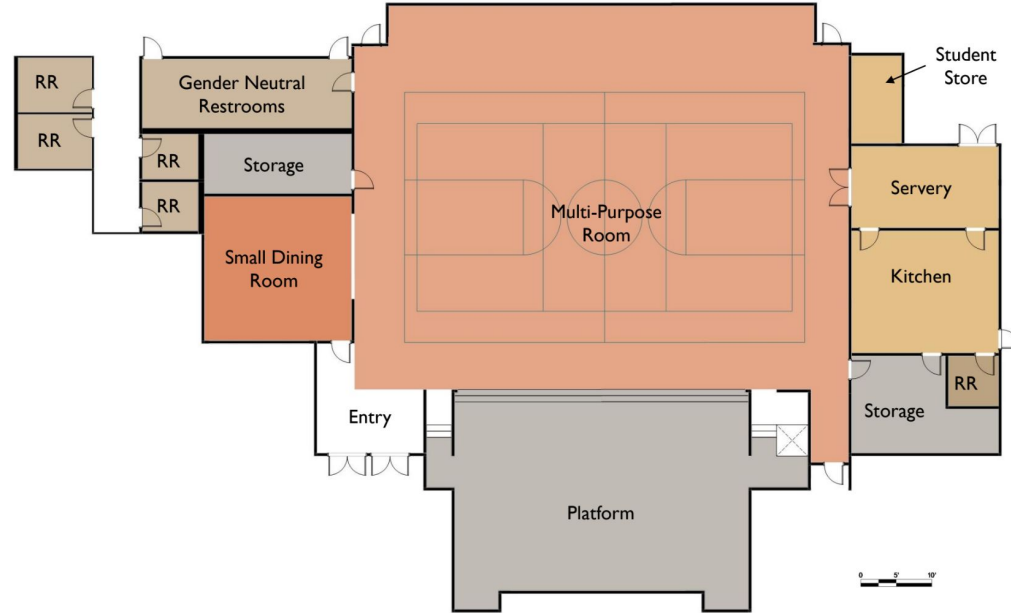 RR
Gender Neutral
Restrooms
Student
Store
RR
RR
Storage
Servery
RR
Multi-Purpose
Room
Small Dining
Room
Kitchen
RR
Entry
Storage
Platform
0 5' 10'